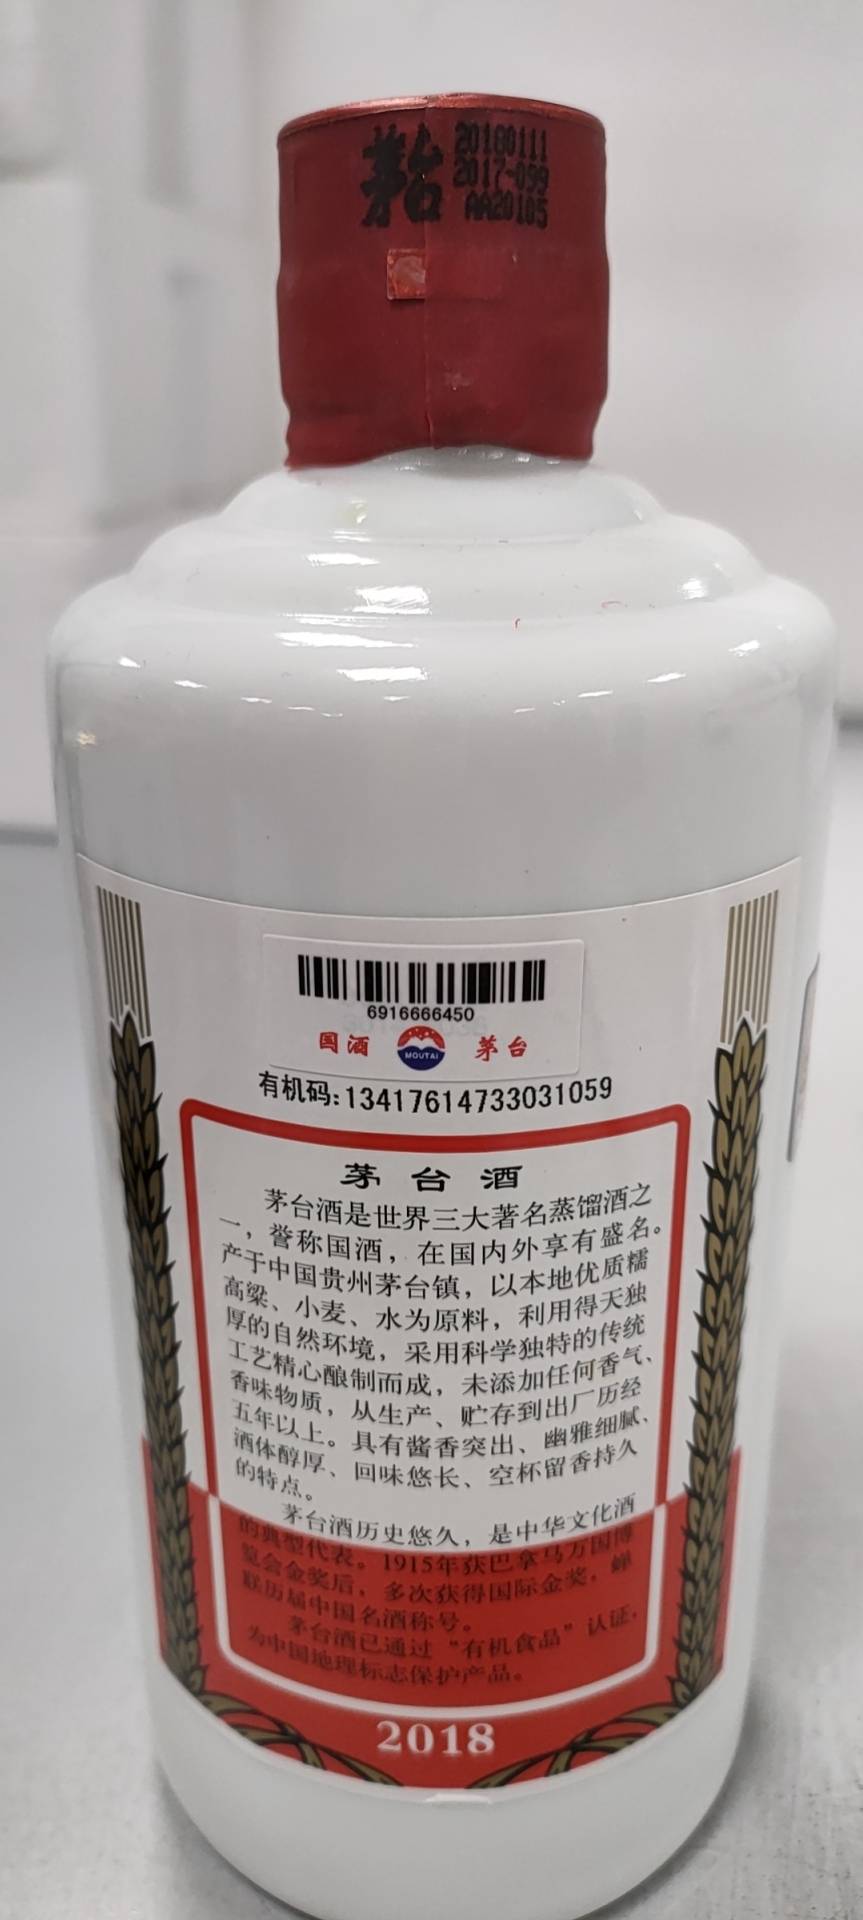 茅台
20180111
2017-099
AA20105
6916666450
国酒 MOUTAI 茅台
有机码:13417614733031059
茅台酒
茅台酒是世界三大著名蒸馏酒之
一，誉称国酒，在国内外享有盛名。
产于中国贵州茅台镇，以本地优质糯
高粱、小麦、水为原料，利用得天独
厚的自然环境，采用科学独特的传统
工艺精心酿制而成，未添加任何香气、
香味物质，从生产、贮存到出厂历经
五年以上。具有酱香突出、幽雅细腻、
酒体醇厚、回味悠长、空杯留香持久
的特点。
茅台酒历史悠久，是中华文化酒
的典型代表。1915年获巴拿马万国博
览会金奖后，多次获得国际金奖，蝉
联历届中国名酒称号。
茅台酒已通过“有机食品”认证，
为中国地理标志保护产品。
2018